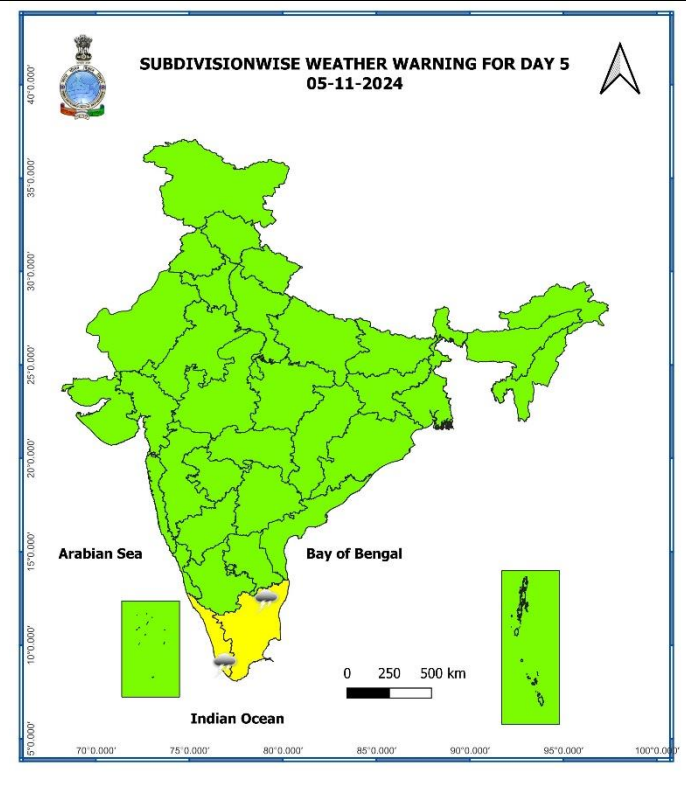 SUBDIVISIONWISE WEATHER WARNING FOR DAY 5
05-11-2024
40°0.000'
35°0.000'
30°0.000'
25°0.000'
20°0.000'
15°0.000'
10°0.000'
5°0.000'
Arabian Sea
Bay of Bengal
0 250 500 km
Indian Ocean
70°0.000' 75°0.000' 80°0.000' 85°0.000' 90°0.000' 95°0.000' 100°0.000'